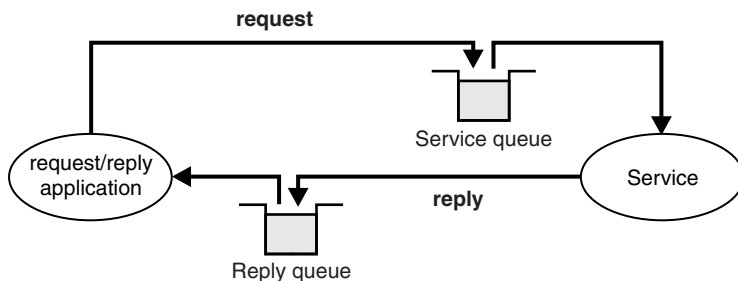 request
Service queue
request/reply
application
Service
reply
Reply queue